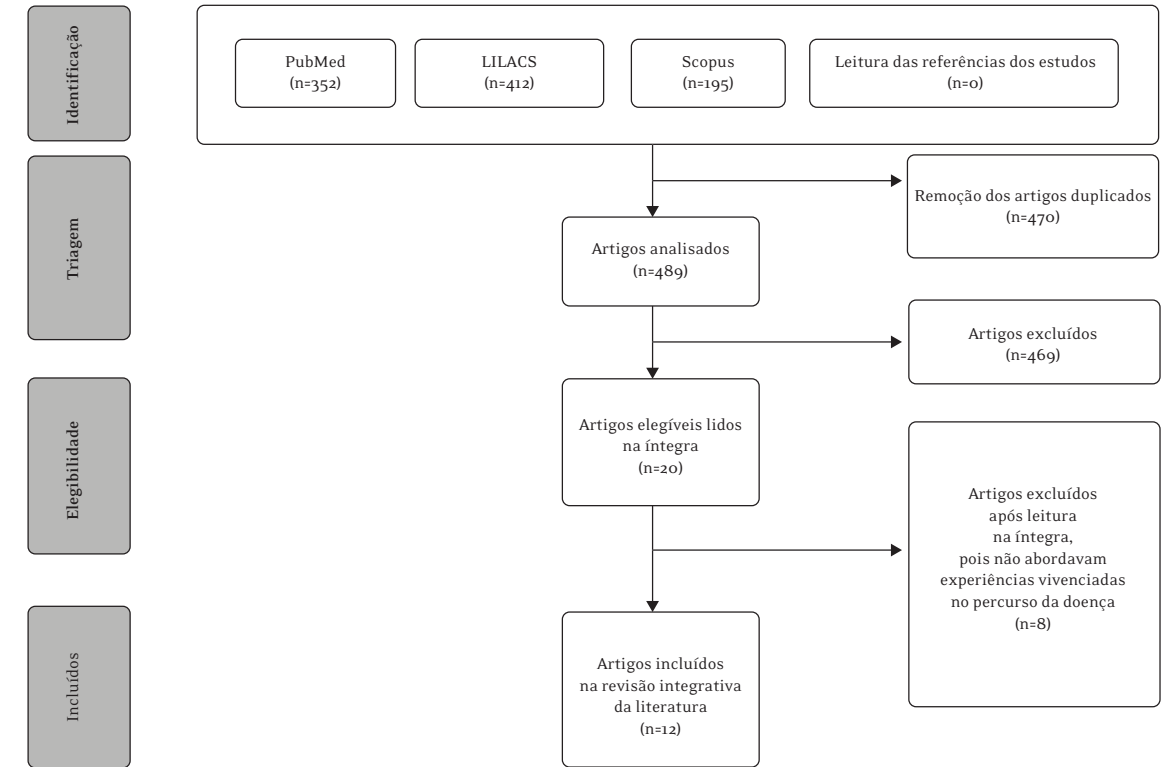 Identificação
PubMed
(n=352)
LILACS
(n=412)
Scopus
(n=195)
Leitura das referências dos estudos
(n=0)
Triagem
Remoção dos artigos duplicados
(n=470)
Artigos analisados
(n=489)
Artigos excluídos
(n=469)
Elegibilidade
Artigos elegíveis lidos
na íntegra
(n=20)
Artigos excluídos
após leitura
na íntegra,
pois não abordavam
experiências vivenciadas
no percurso da doença
(n=8)
Incluídos
Artigos incluídos
na revisão integrativa
da literatura
(n=12)